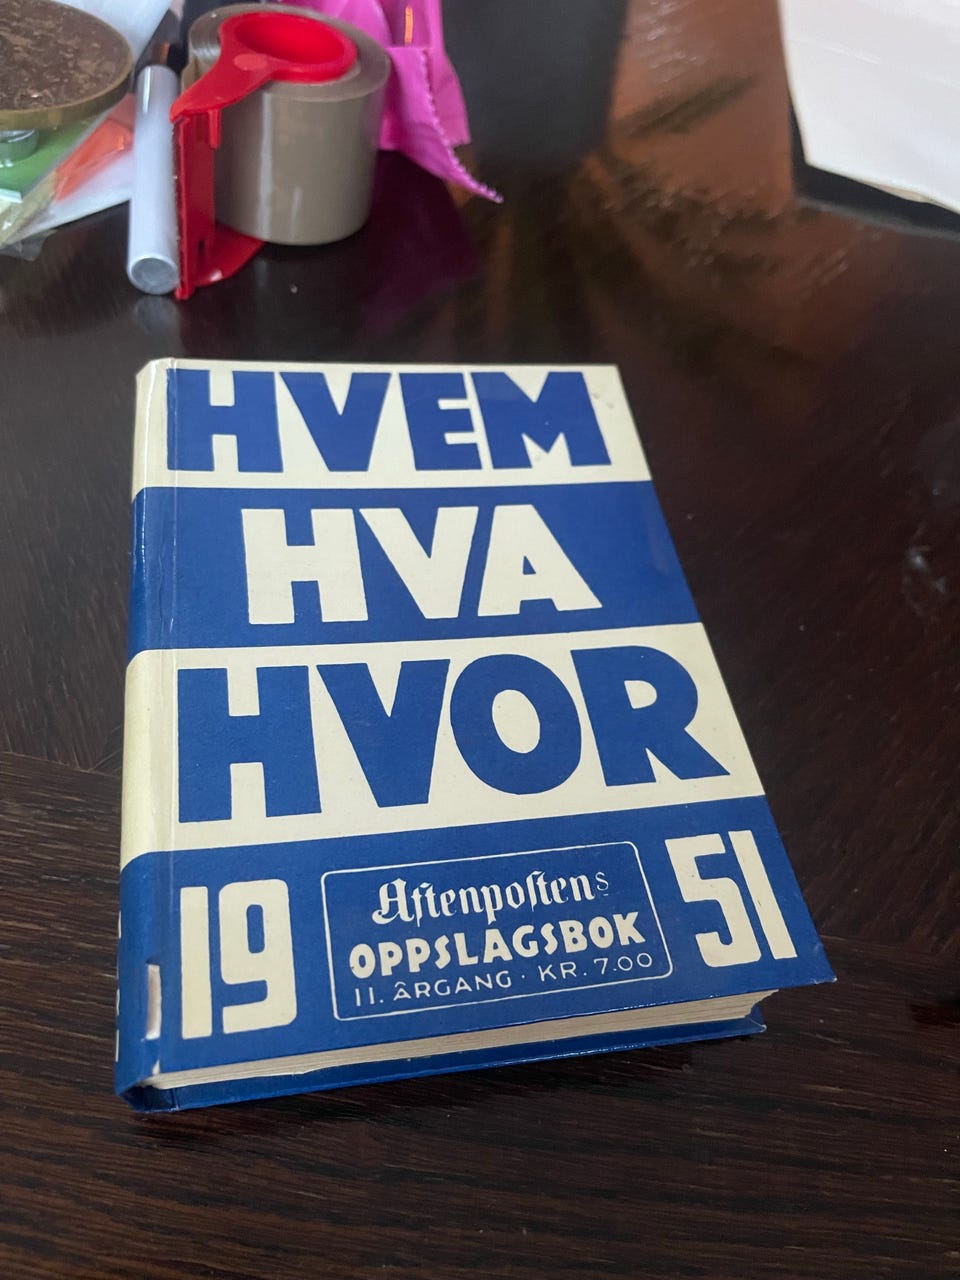 HVEM
HVA
HVOR
19 51
Aftenpostens
OPPSLAGSBOK
11. ÅRGANG · KR. 7.00